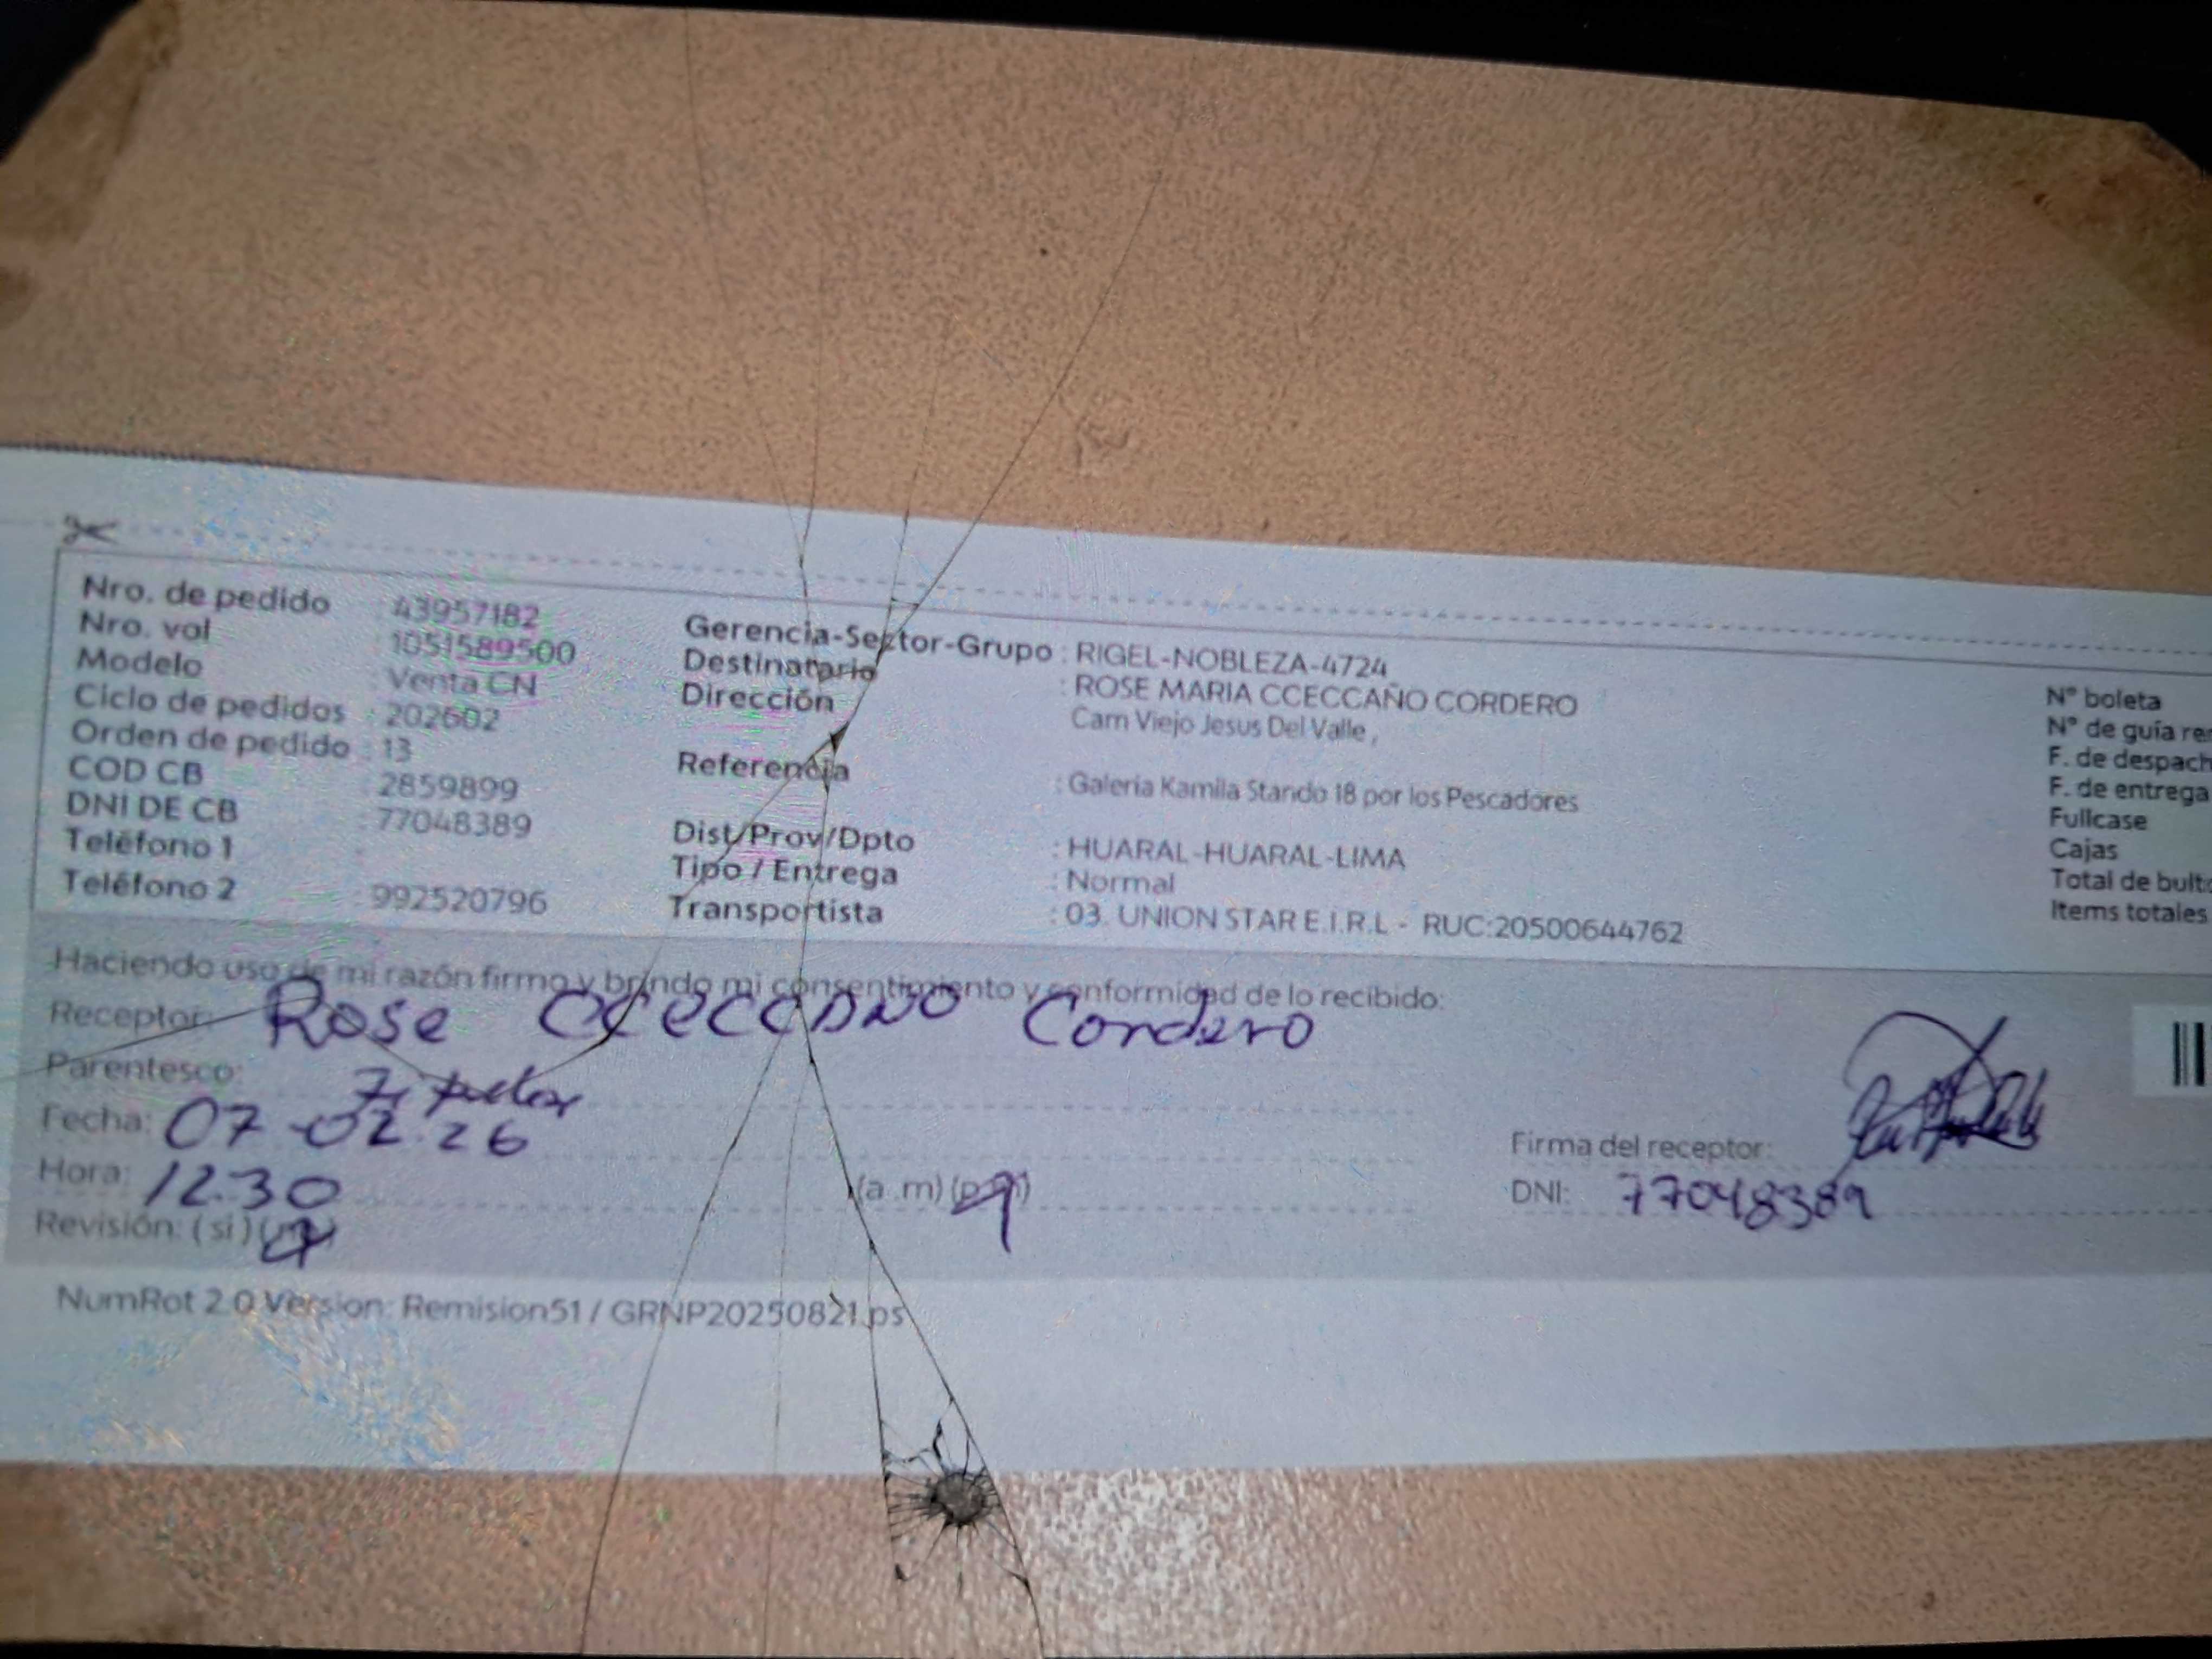 Nro. de pedido : 43957182
Nro. vol : 1051589500
Modelo : Venta CN
Ciclo de pedidos : 202602
Orden de pedido : 13
COD CB : 2859899
DNI DE CB : 77048389
Teléfono 1 :
Teléfono 2 : 992520796
Gerencia-Sector-Grupo : RIGEL-NOBLEZA-4724
Destinatario : ROSE MARIA CCECCAÑO CORDERO
Dirección Cam Viejo Jesus Del Valle ,
Referencia : Galeria Kamila Stando 18 por los Pescadores
Dist/Prov/Dpto : HUARAL-HUARAL-LIMA
Tipo / Entrega : Normal
Transportista : 03. UNION STAR E.I.R.L - RUC:20500644762
N° boleta
N° de guía
F. de
F. de entrega
Fullcase
Cajas
Total de
Items totales
Haciendo uso de mi razón firmo y brindo mi consentimiento y conformidad de lo recibido:
Receptor: Rose Cordero
Parentesco:
Fecha: 07-02-26
Hora: 12.30 (a .m)
Revisión: ( si )
Firma del receptor:
DNI: 77048389
NumRot 2.0 Version: Remision51 / GRNP20250821.ps